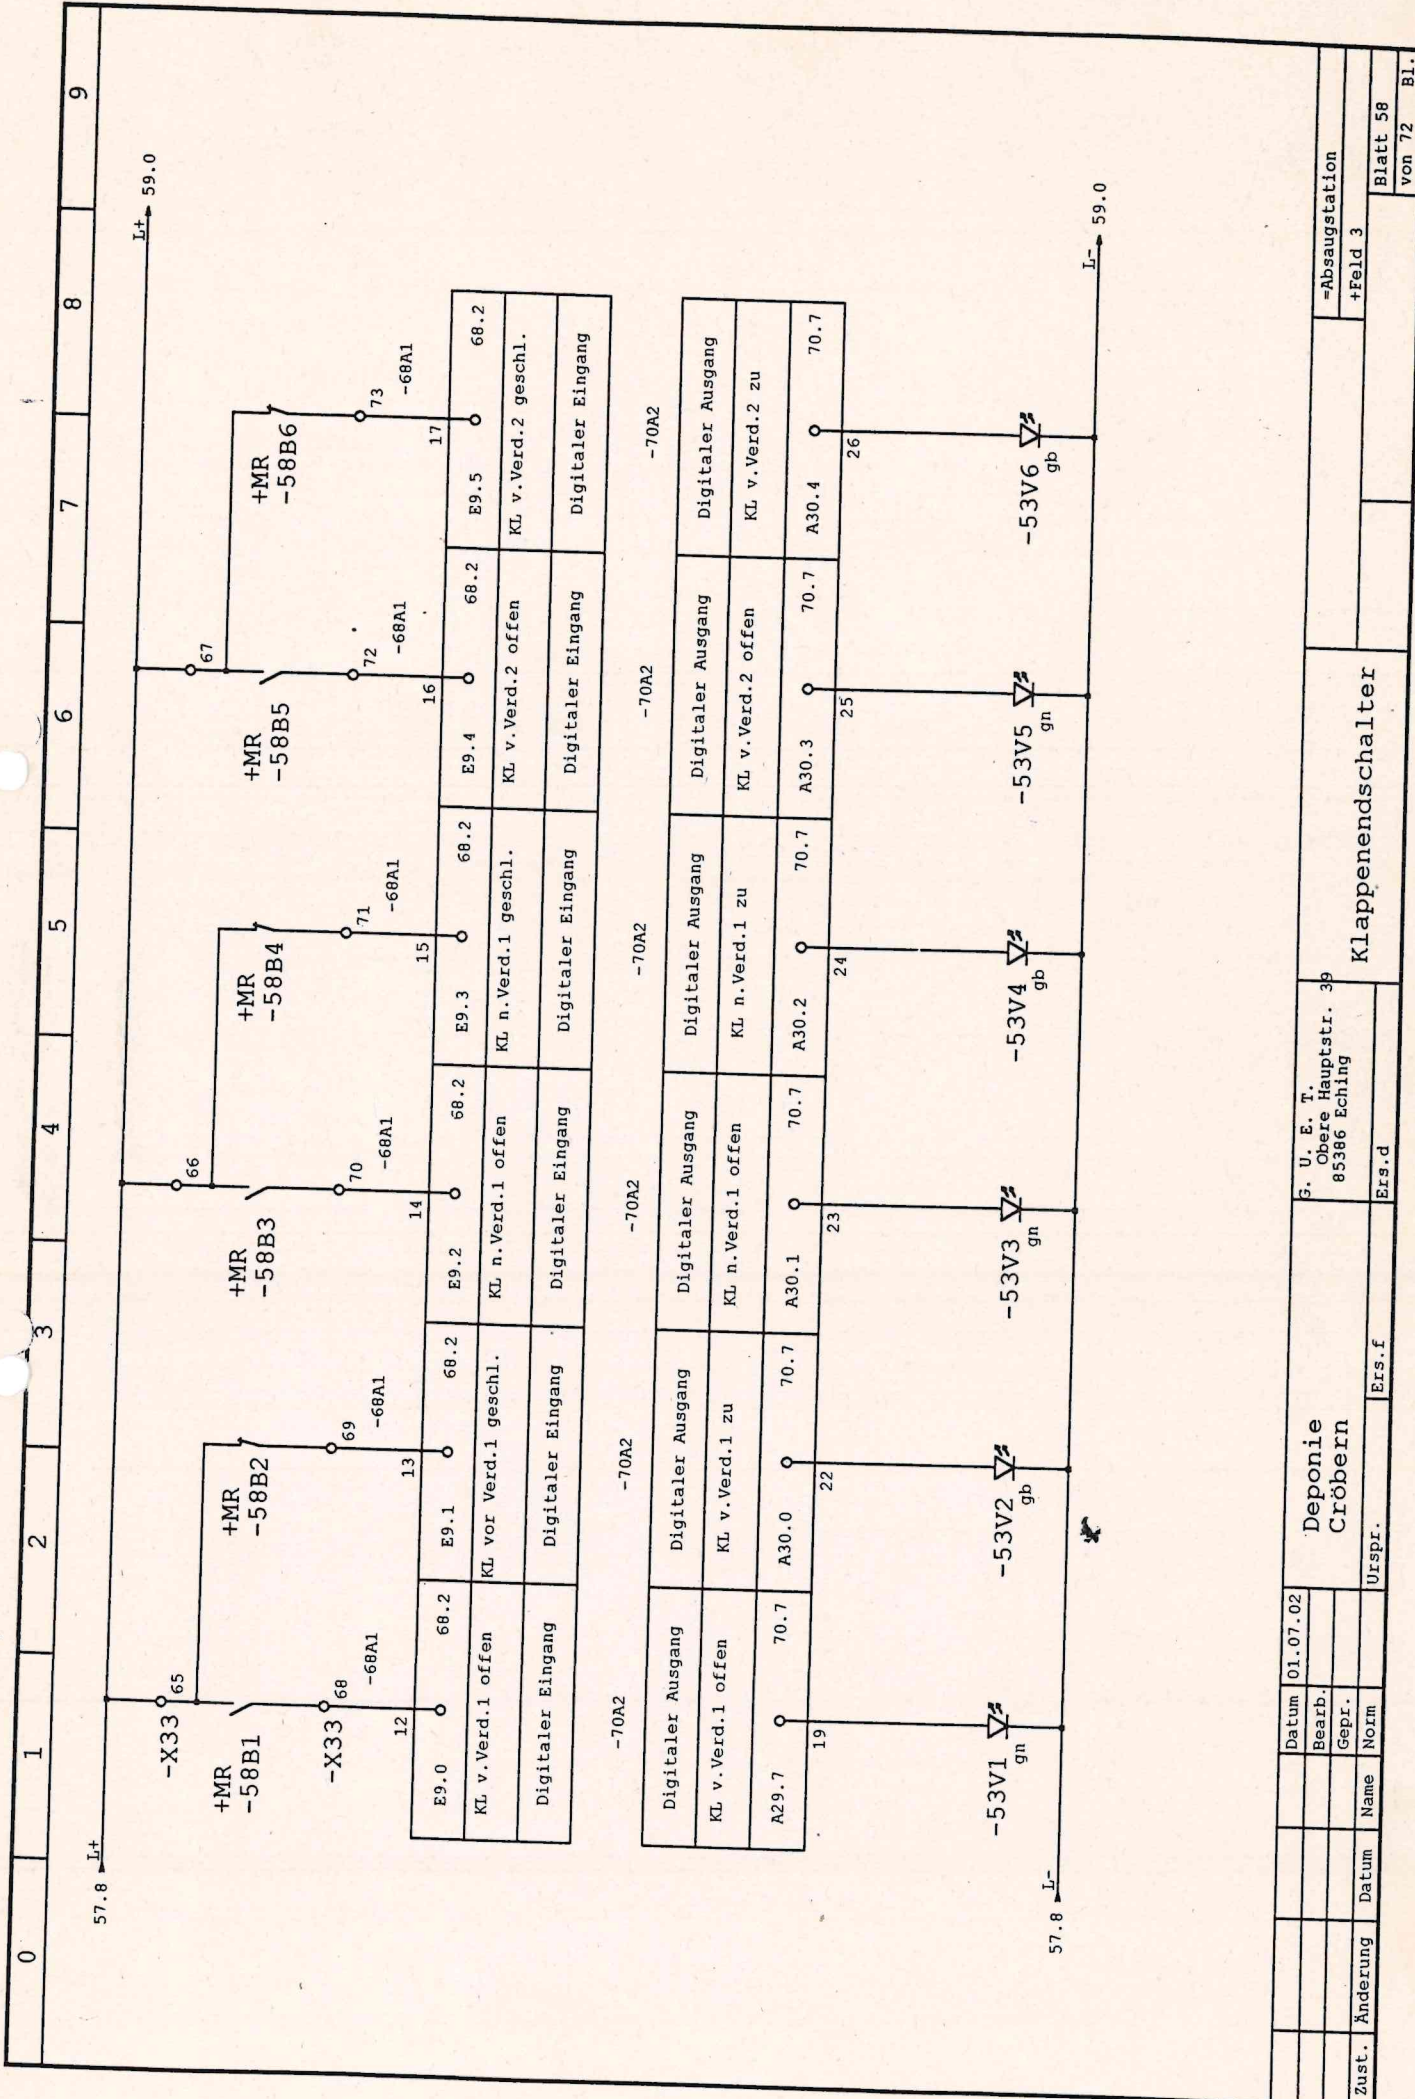 0 1 2 3 4 5 6 7 8 9
57.8 L+ L+ 59.0
-X33 65 66 67
+MR
-58B1
+MR
-58B2
+MR
-58B3
+MR
-58B4
+MR
-58B5
+MR
-58B6
-X33 68 69 70 71 72 73
-68A1 -68A1 -68A1 -68A1 -68A1 -68A1
12 13 14 15 16 17
E9.0 68.2 E9.1 68.2 E9.2 68.2 E9.3 68.2 E9.4 68.2 E9.5 68.2
KL v.Verd.1 offen KL vor Verd.1 geschl. KL n.Verd.1 offen KL n.Verd.1 geschl. KL v.Verd.2 offen KL v.Verd.2 geschl.
Digitaler Eingang Digitaler Eingang Digitaler Eingang Digitaler Eingang Digitaler Eingang Digitaler Eingang
-70A2 -70A2 -70A2 -70A2 -70A2 -70A2
Digitaler Ausgang Digitaler Ausgang Digitaler Ausgang Digitaler Ausgang Digitaler Ausgang Digitaler Ausgang
KL v.Verd.1 offen KL v.Verd.1 zu KL n.Verd.1 offen KL n.Verd.1 zu KL v.Verd.2 offen KL v.Verd.2 zu
A29.7 70.7 A30.0 70.7 A30.1 70.7 A30.2 70.7 A30.3 70.7 A30.4 70.7
19 22 23 24 25 26
-53V1 -53V2 -53V3 -53V4 -53V5 -53V6
gn gb gn gb gn gb
57.8 L- L- 59.0
Datum 01.07.02
Bearb.
Gepr.
Zust. Änderung Datum Name Norm
Deponie
Cröbern
Urspr. Ers.f Ers.d
G. U. E. T.
Obere Hauptstr. 39
85386 Eching
Klappenendschalter
=Absaugstation
+Feld 3
Blatt 58
von 72 Bl.